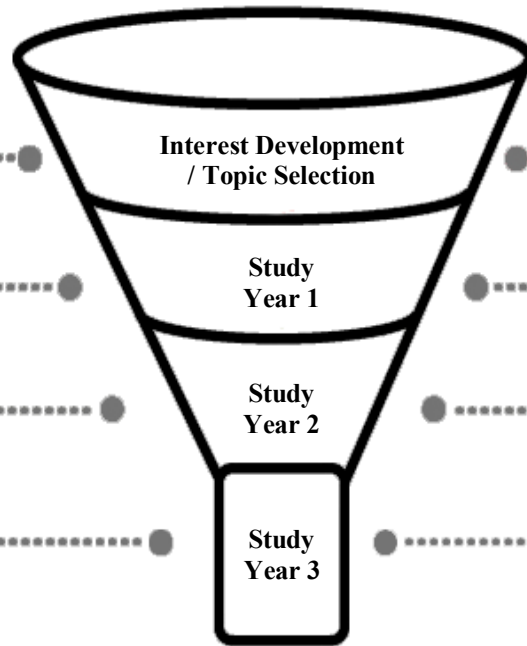 Interest Development
/ Topic Selection
Study
Year 1
Study
Year 2
Study
Year 3